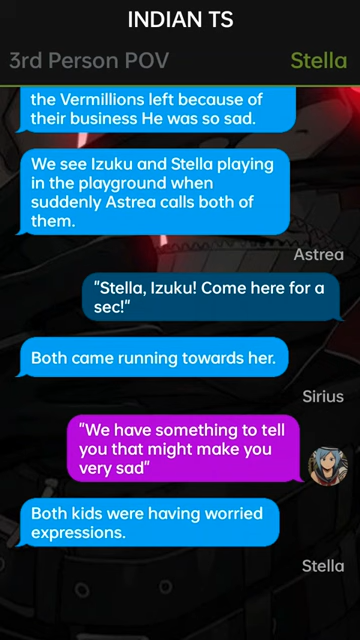 INDIAN TS
3rd Person POV
Stella
the Vermillions left because of
their business He was so sad.
We see Izuku and Stella playing
in the playground when
suddenly Astrea calls both of
them.
Astrea
"Stella, Izuku! Come here for a
sec!"
Both came running towards her.
Sirius
"We have something to tell
you that might make you
very sad"
Both kids were having worried
expressions.
Stella